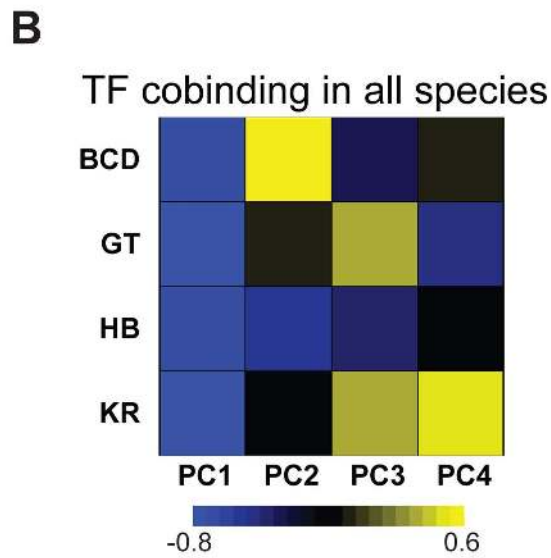 B
TF cobinding in all species
BCD
GT
HB
KR
PC1 PC2 PC3 PC4
-0.8 0.6